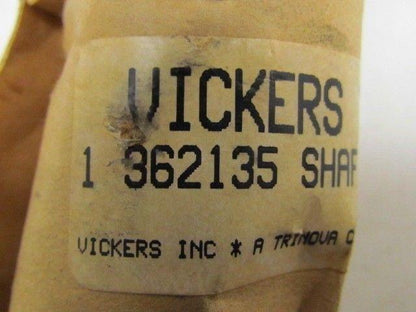 VICKERS
1 362135 SHAF
VICKERS INC * A TRINOVA C